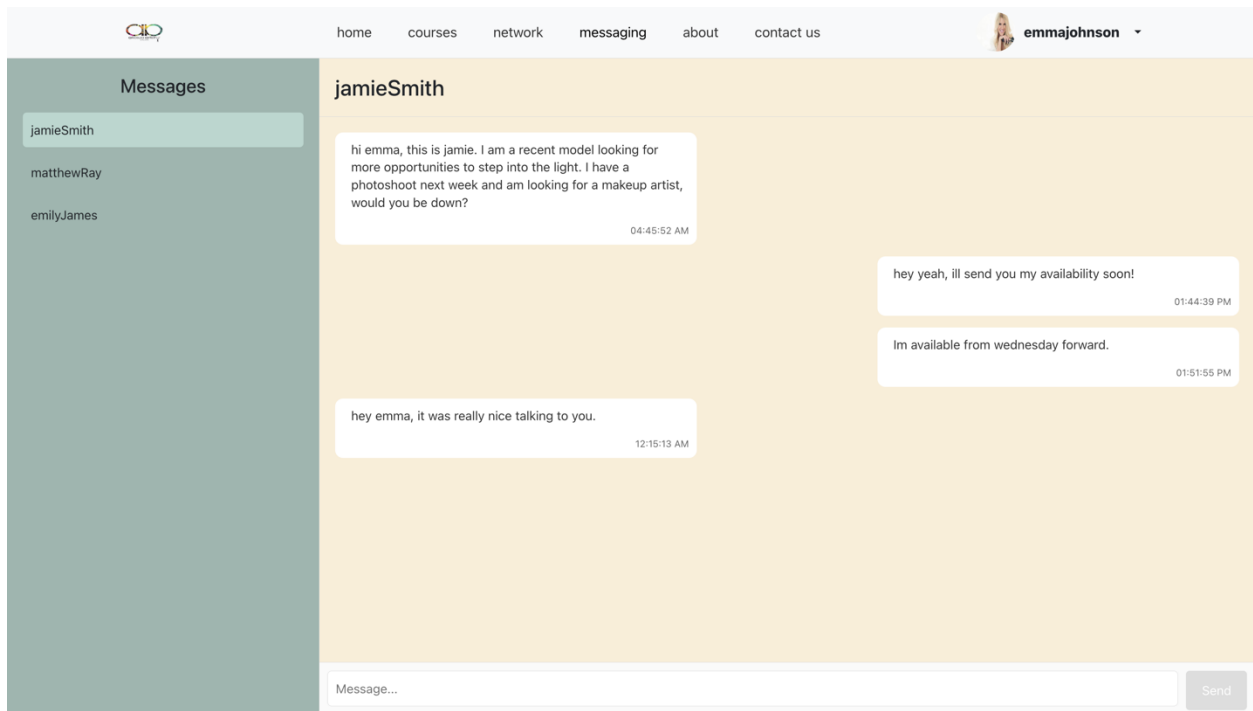 home courses network messaging about contact us emmajohnson
Messages
jamieSmith
matthewRay
emilyJames
jamieSmith
hi emma, this is jamie. I am a recent model looking for
more opportunities to step into the light. I have a
photoshoot next week and am looking for a makeup artist,
would you be down?
04:45:52 AM
hey yeah, ill send you my availability soon!
01:44:39 PM
Im available from wednesday forward.
01:51:55 PM
hey emma, it was really nice talking to you.
12:15:13 AM
Message...
Send